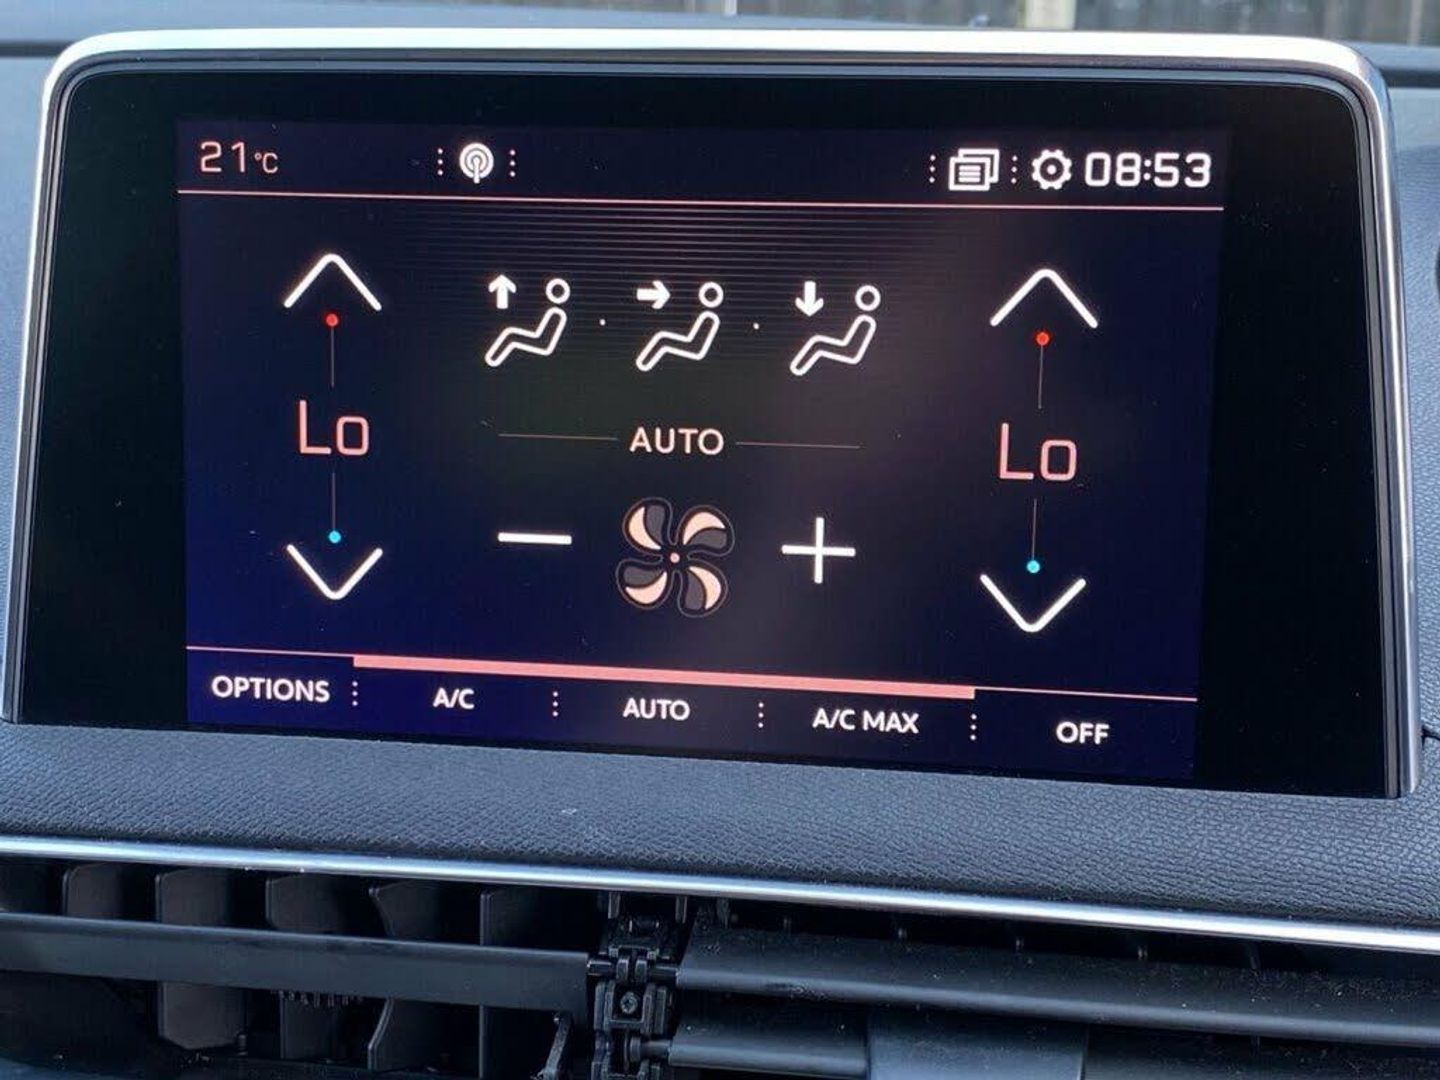 21°C 08:53
Lo Lo
AUTO
OPTIONS A/C AUTO A/C MAX OFF